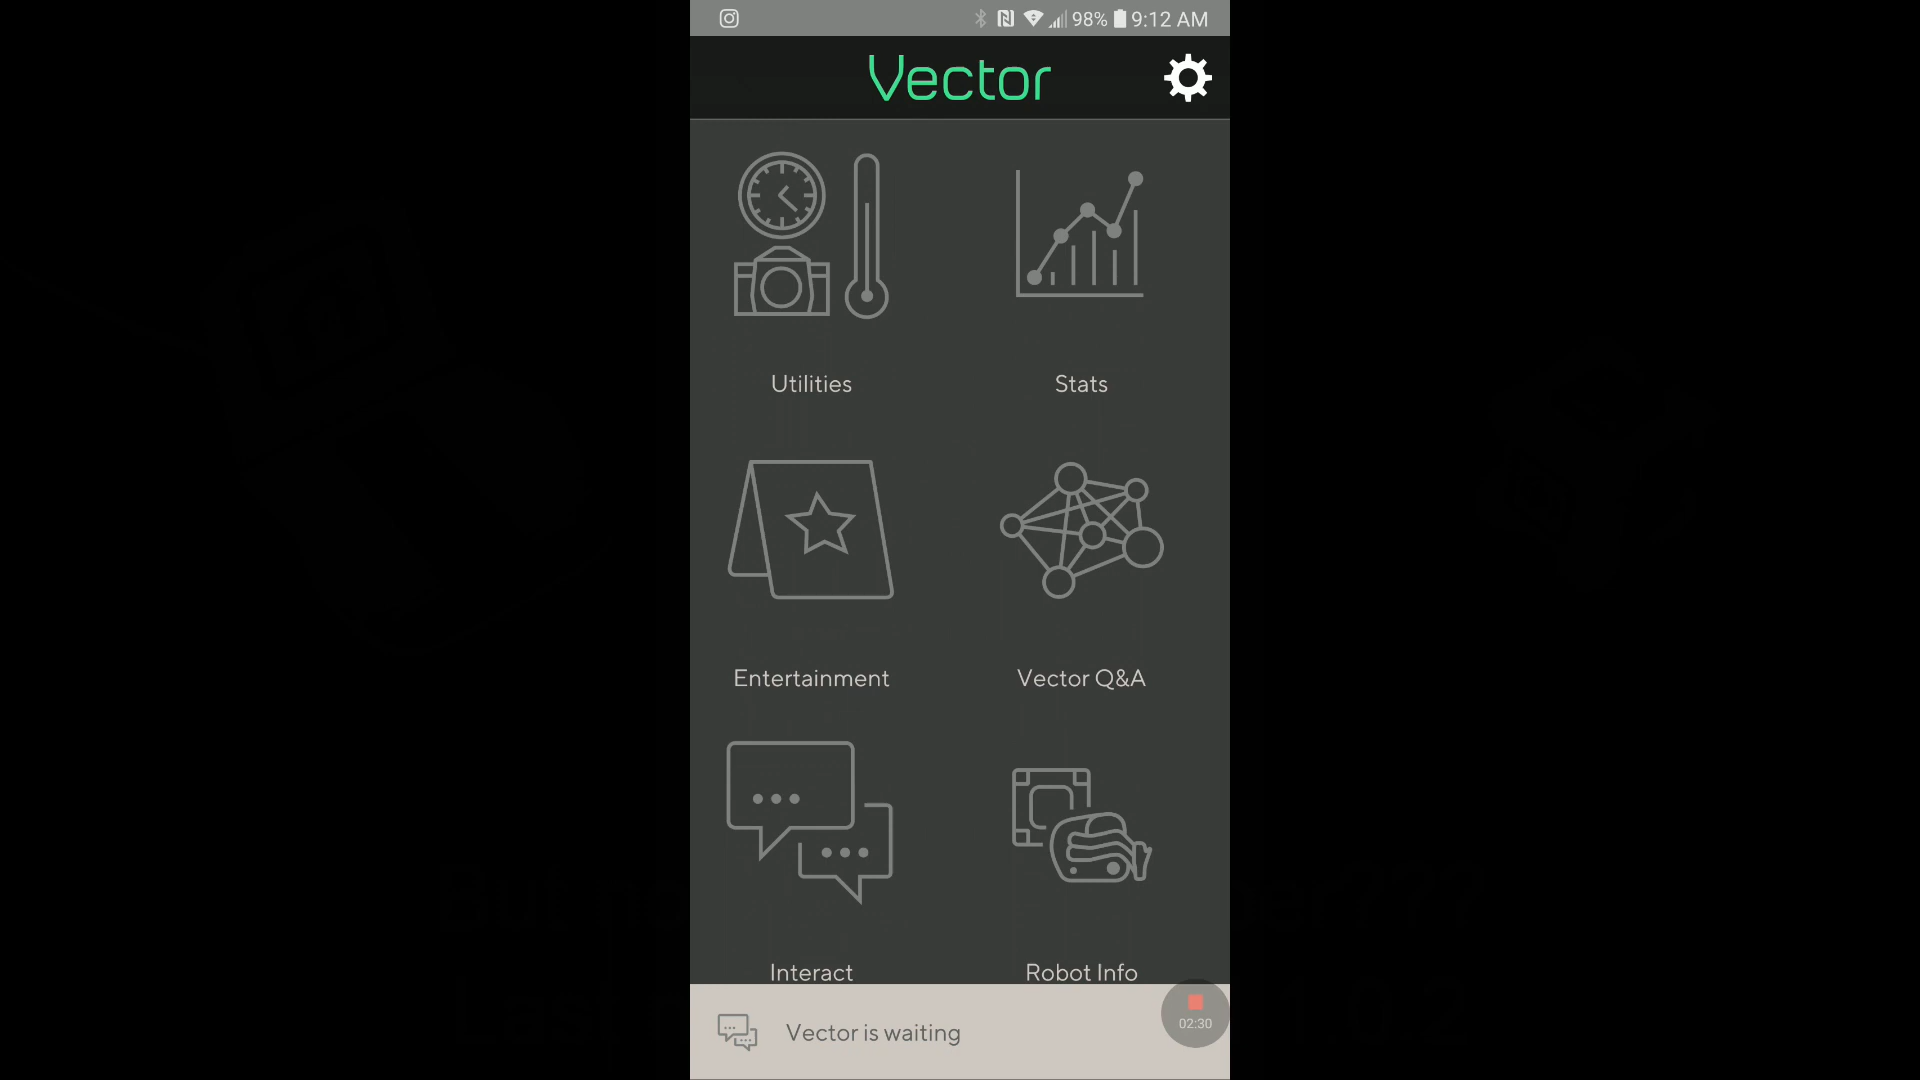 98% 9:12 AM
Vector
Utilities Stats
Entertainment Vector Q&A
Interact Robot Info
Vector is waiting
02:30